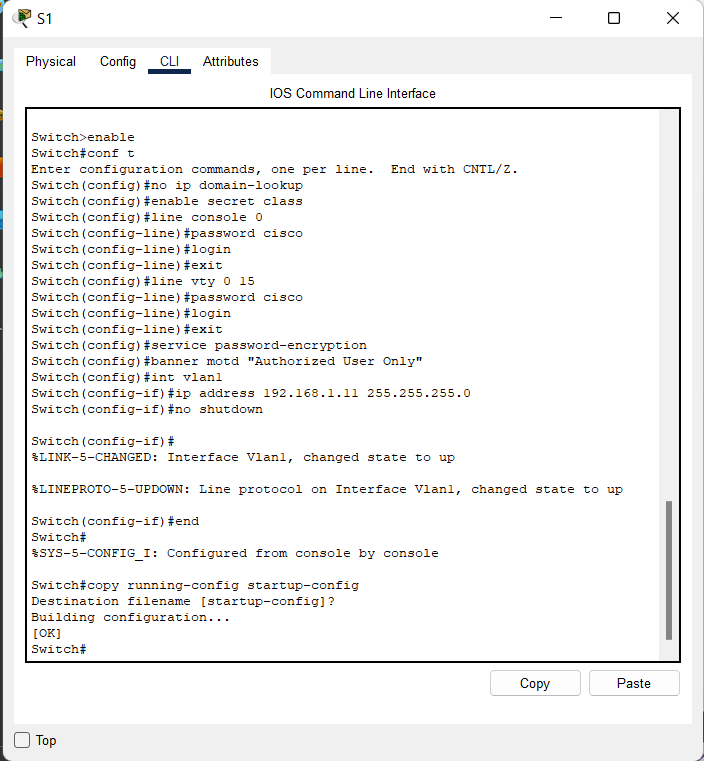 S1
Physical Config CLI Attributes
IOS Command Line Interface
Switch>enable
Switch#conf t
Enter configuration commands, one per line.  End with CNTL/Z.
Switch(config)#no ip domain-lookup
Switch(config)#enable secret class
Switch(config)#line console 0
Switch(config-line)#password cisco
Switch(config-line)#login
Switch(config-line)#exit
Switch(config)#line vty 0 15
Switch(config-line)#password cisco
Switch(config-line)#login
Switch(config-line)#exit
Switch(config)#service password-encryption
Switch(config)#banner motd "Authorized User Only"
Switch(config)#int vlan1
Switch(config-if)#ip address 192.168.1.11 255.255.255.0
Switch(config-if)#no shutdown
Switch(config-if)#
%LINK-5-CHANGED: Interface Vlan1, changed state to up
%LINEPROTO-5-UPDOWN: Line protocol on Interface Vlan1, changed state to up
Switch(config-if)#end
Switch#
%SYS-5-CONFIG_I: Configured from console by console
Switch#copy running-config startup-config
Destination filename [startup-config]?
Building configuration...
[OK]
Switch#
Copy Paste
Top